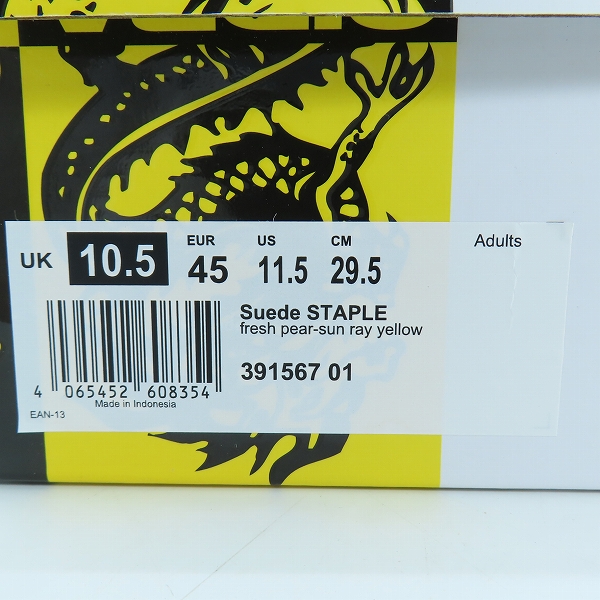 EUR US CM Adults
UK 10.5 45 11.5 29.5
Suede STAPLE
fresh pear-sun ray yellow
391567 01
4 065452 608354
Made in Indonesia
EAN-13